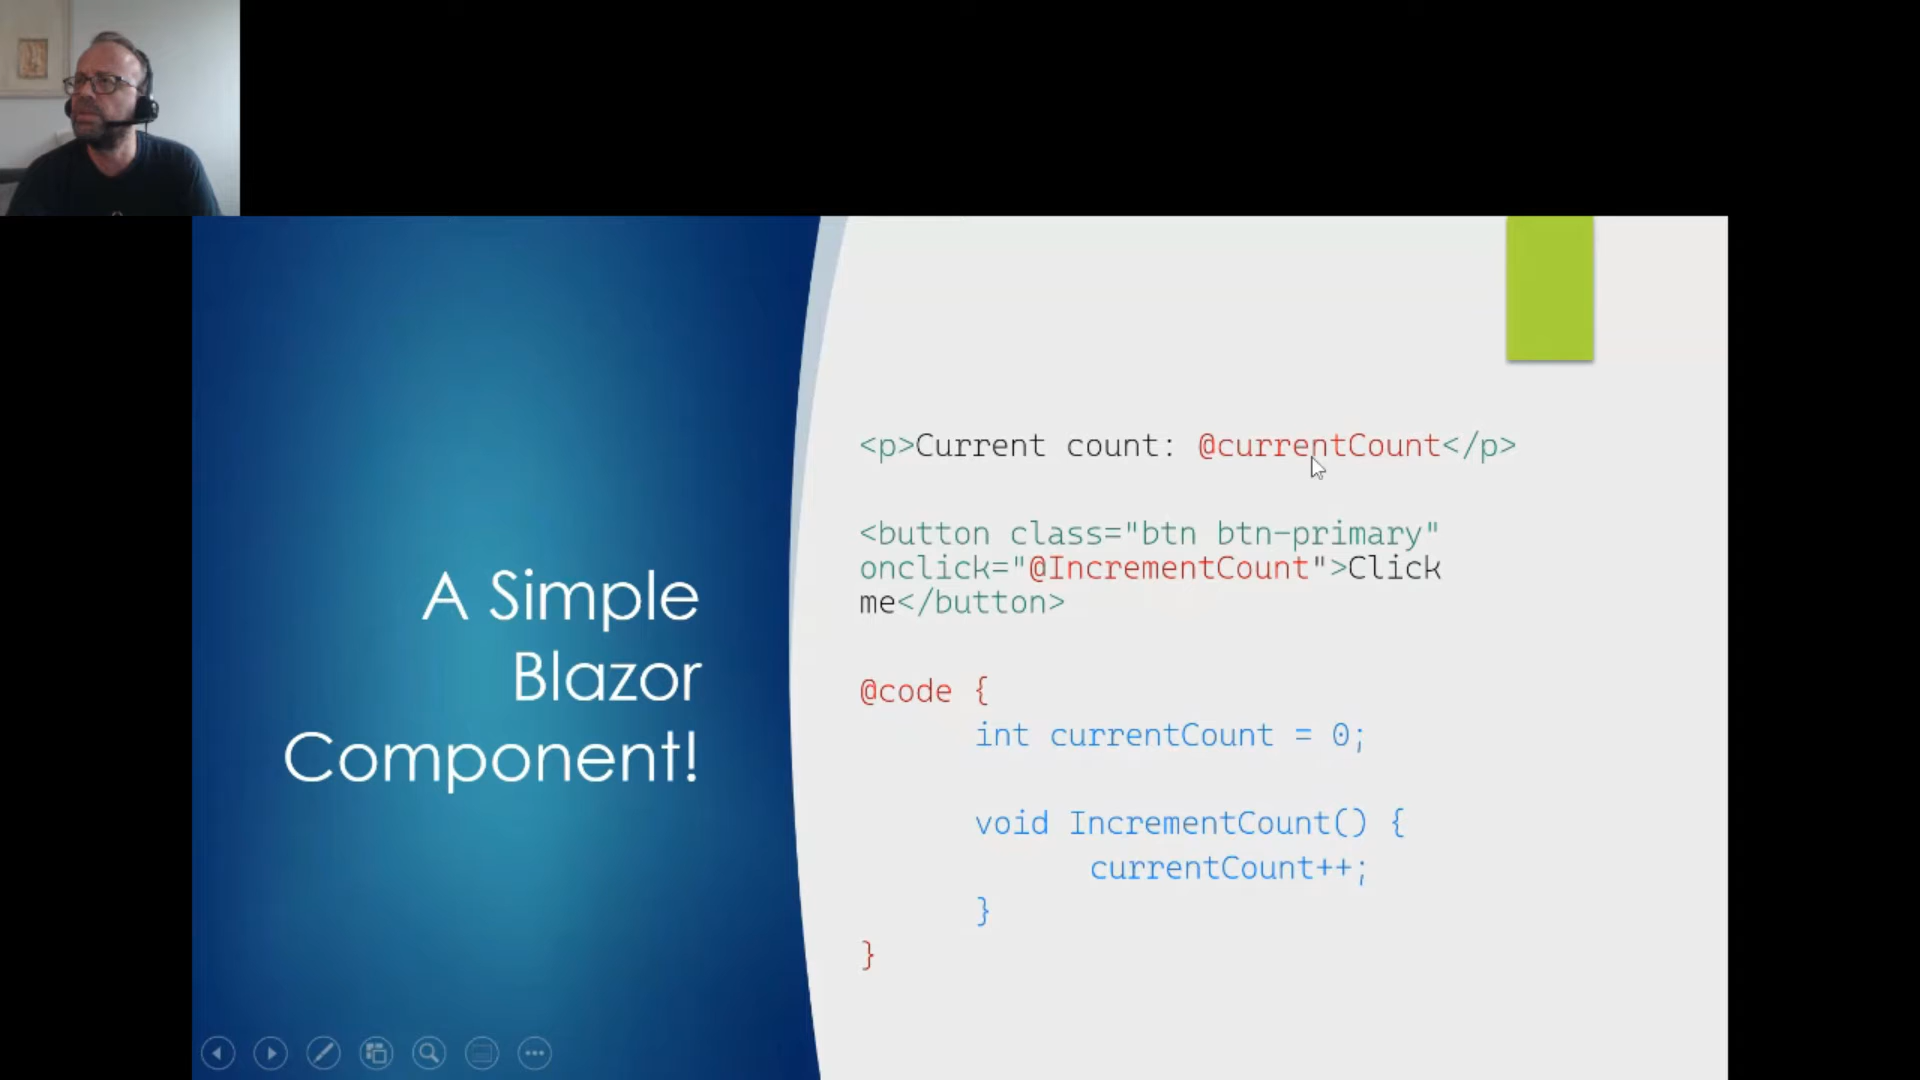 A Simple
Blazor
Component!
<p>Current count: @currentCount</p>
<button class="btn btn-primary"
onclick="@IncrementCount">Click
me</button>
@code {
int currentCount = 0;
void IncrementCount() {
currentCount++;
}
}